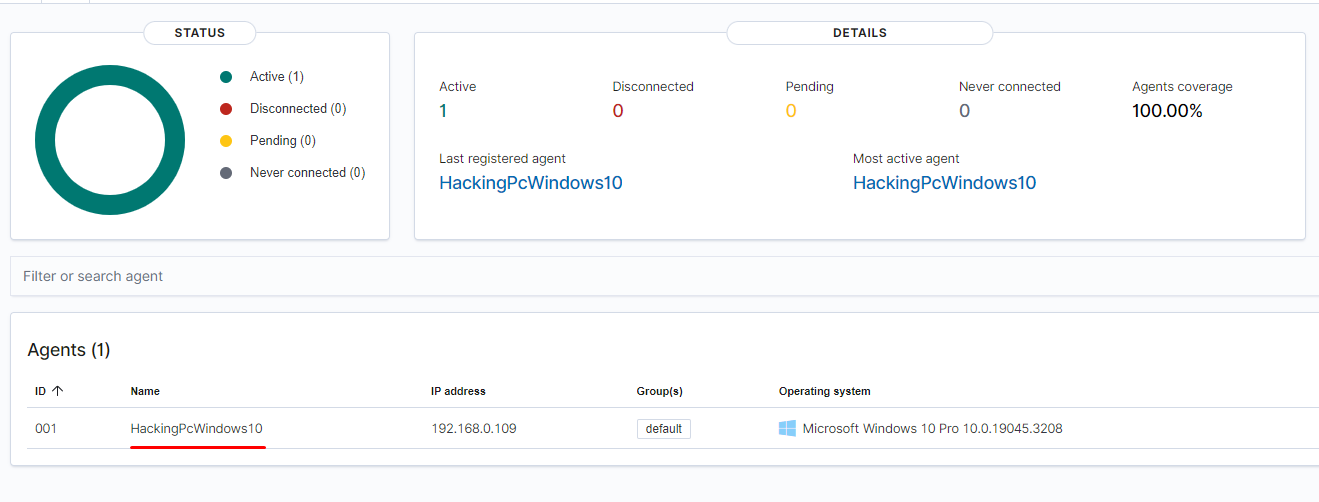 STATUS
Active (1)
Disconnected (0)
Pending (0)
Never connected (0)
DETAILS
Active Disconnected Pending Never connected Agents coverage
1 0 0 0 100.00%
Last registered agent Most active agent
HackingPcWindows10 HackingPcWindows10
Filter or search agent
Agents (1)
ID Name IP address Group(s) Operating system
001 HackingPcWindows10 192.168.0.109 default Microsoft Windows 10 Pro 10.0.19045.3208